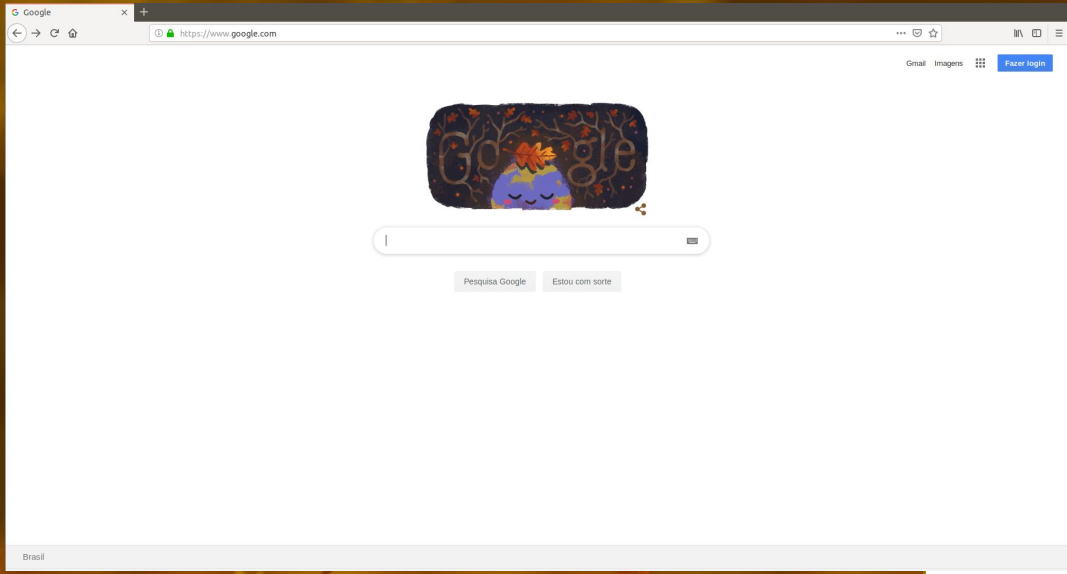 Google
https://www.google.com
Gmail Imagens Fazer login
Google
Pesquisa Google Estou com sorte
Brasil